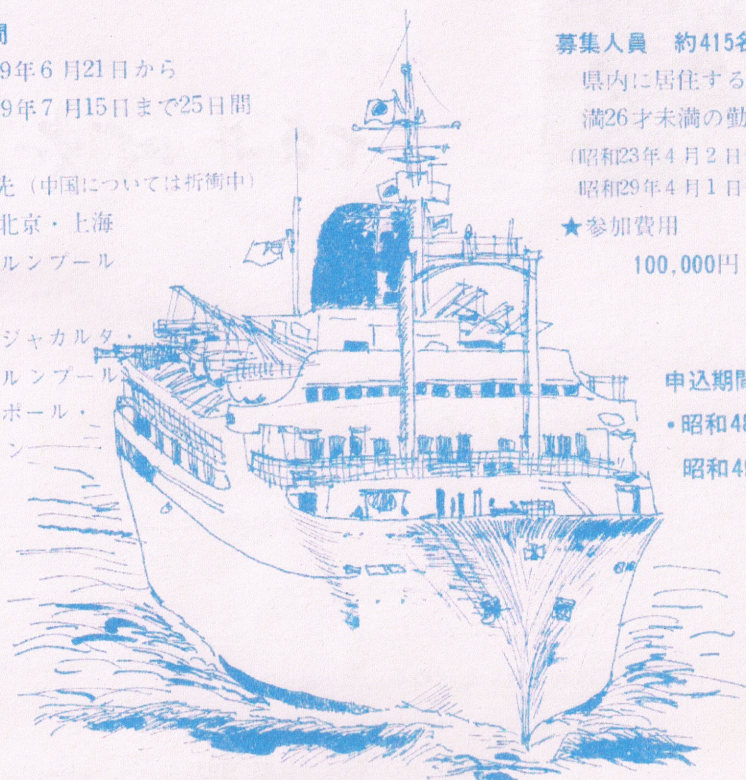 間
9年6月21日から
9年7月15日まで25日間
先（中国については折衝中）
北京・上海
ルンプール
ジャカルタ・
ルンプール
ポール・
ン
募集人員　約415名
県内に居住する
満26才未満の勤
（昭和23年4月2日
昭和29年4月1日
★参加費用
100,000円
申込期間
・昭和48
昭和49